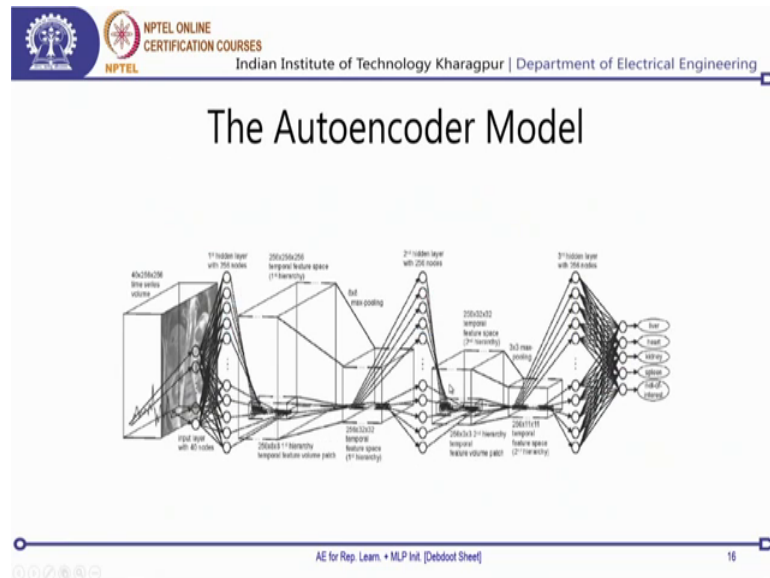 NPTEL ONLINE
CERTIFICATION COURSES
NPTEL
Indian Institute of Technology Kharagpur | Department of Electrical Engineering
The Autoencoder Model
40x256x256
time series
volume
1st hidden layer
with 256 nodes
256x256x256
temporal feature space
(1st hierarchy)
8x8
max-pooling
2nd hidden layer
with 256 nodes
256x32x32
temporal
feature space
(2nd hierarchy)
3x3 max-
pooling
3rd hidden layer
with 256 nodes
liver
heart
kidney
spleen
not-of-
interest
input layer
with 40 nodes
256x8x8 1st hierarchy
temporal feature volume patch
256x32x32
temporal
feature space
(1st hierarchy)
256x3x3 2nd hierarchy
temporal
feature volume patch
256x11x11
temporal
feature space
(2nd hierarchy)
AE for Rep. Learn. + MLP Init. [Debdoot Sheet]
16